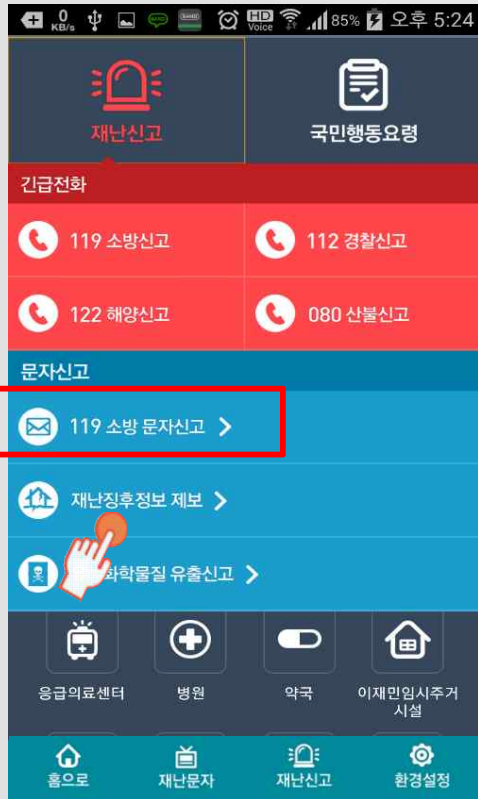 0 KB/s HD Voice 85% 오후 5:24
재난신고
국민행동요령
긴급전화
119 소방신고
112 경찰신고
122 해양신고
080 산불신고
문자신고
119 소방 문자신고
재난징후정보 제보
화학물질 유출신고
응급의료센터
병원
약국
이재민임시주거
시설
홈으로
재난문자
재난신고
환경설정